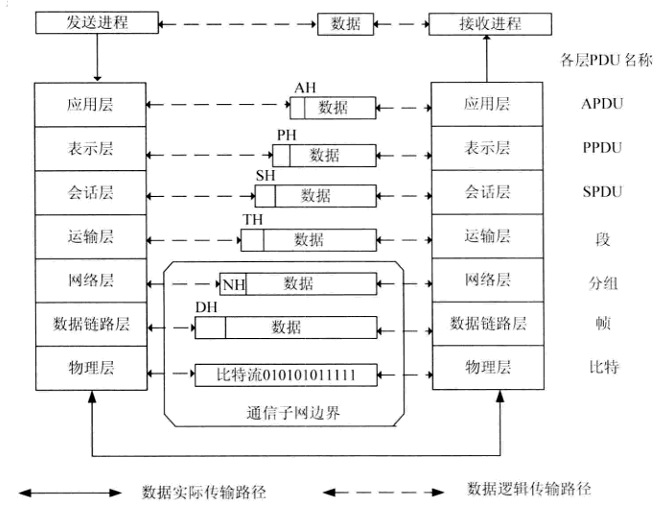 发送进程 数据 接收进程
各层PDU名称
AH
应用层 数据 应用层 APDU
PH
表示层 数据 表示层 PPDU
SH
会话层 数据 会话层 SPDU
TH
运输层 数据 运输层 段
网络层 NH 数据 网络层 分组
DH
数据链路层 数据 数据链路层 帧
物理层 比特流010101011111 物理层 比特
通信子网边界
数据实际传输路径 数据逻辑传输路径